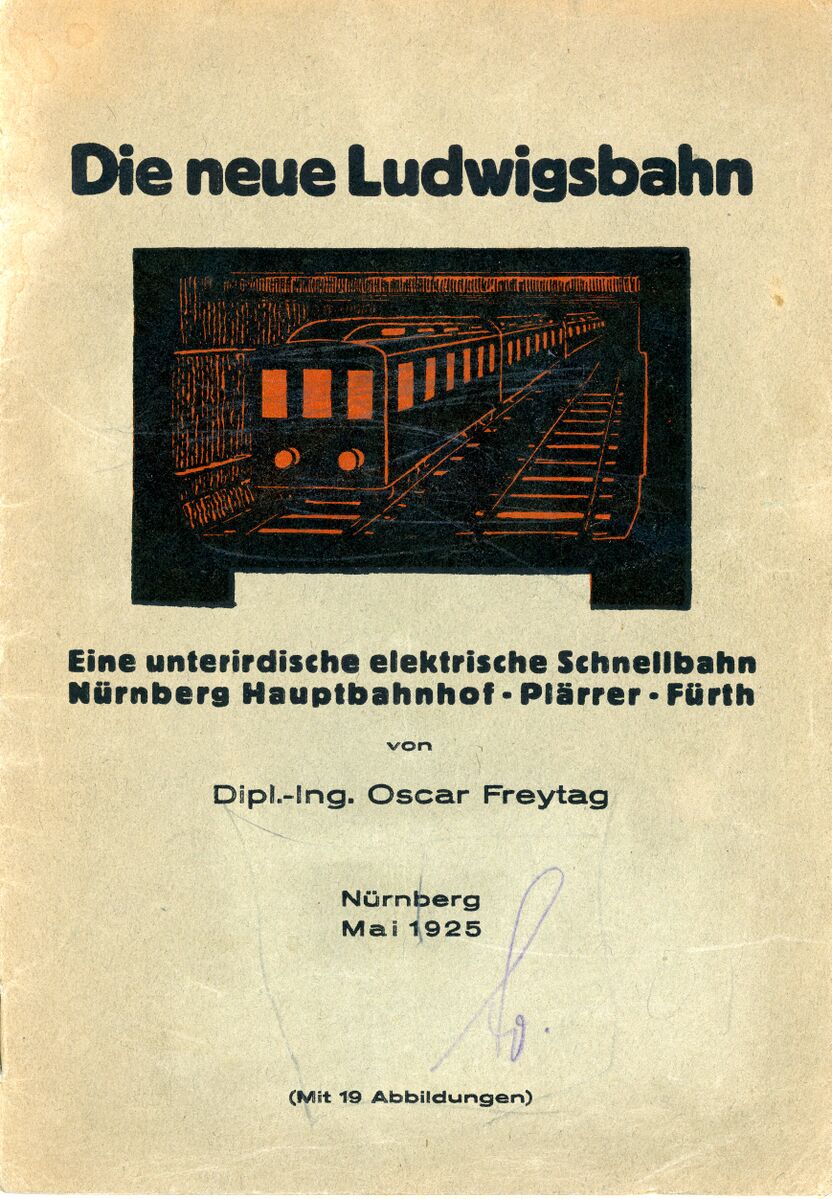 Die neue Ludwigsbahn
Eine unterirdische elektrische Schnellbahn
Nürnberg Hauptbahnhof - Plärrer - Fürth
von
Dipl.-Ing. Oscar Freytag
Nürnberg
Mai 1925
(Mit 19 Abbildungen)